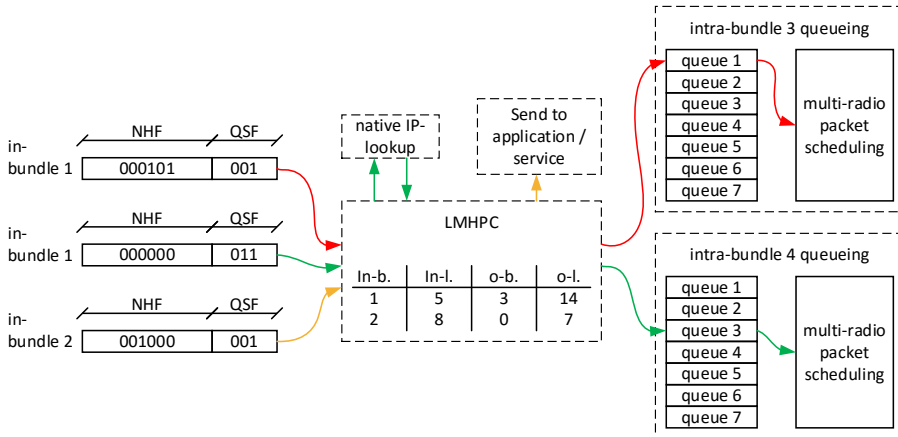 intra-bundle 3 queueing
queue 1
queue 2
queue 3
queue 4
queue 5
queue 6
queue 7
multi-radio
packet
scheduling
in-
bundle 1
NHF QSF
000101 001
in-
bundle 1
NHF QSF
000000 011
in-
bundle 2
NHF QSF
001000 001
native IP-
lookup
Send to
application /
service
LMHPC
In-b. In-l. o-b. o-l.
1 5 3 14
2 8 0 7
intra-bundle 4 queueing
queue 1
queue 2
queue 3
queue 4
queue 5
queue 6
queue 7
multi-radio
packet
scheduling